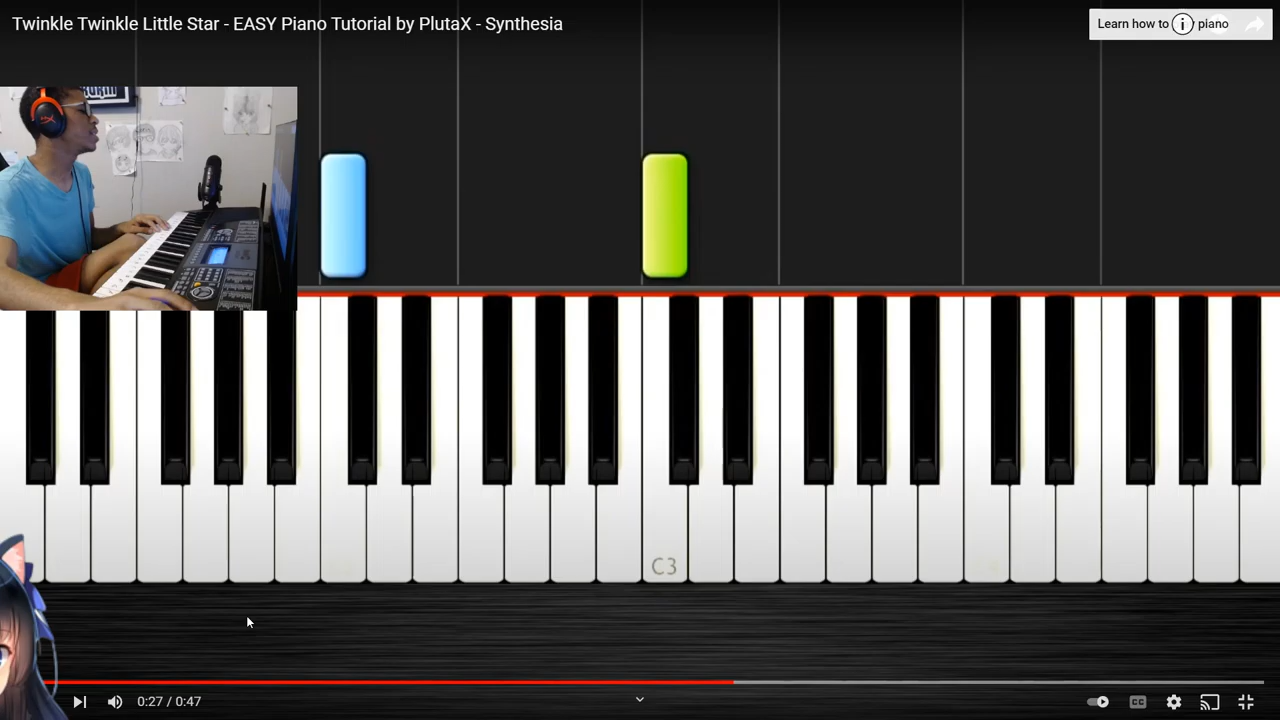 Twinkle Twinkle Little Star - EASY Piano Tutorial by PlutaX - Synthesia
Learn how to piano
C3
0:27 / 0:47
CC